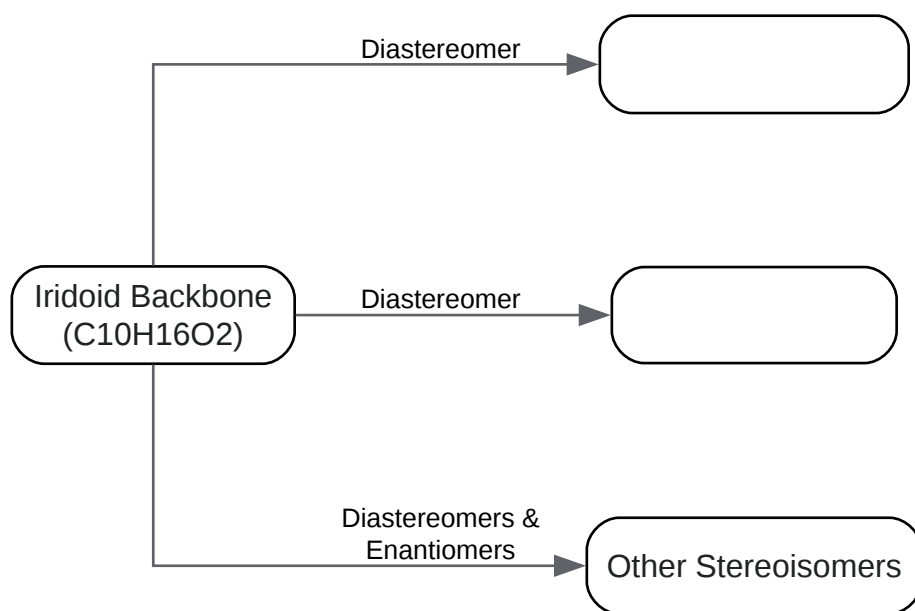 Diastereomer
Iridoid Backbone
(C10H16O2)
Diastereomer
Diastereomers &
Enantiomers
Other Stereoisomers